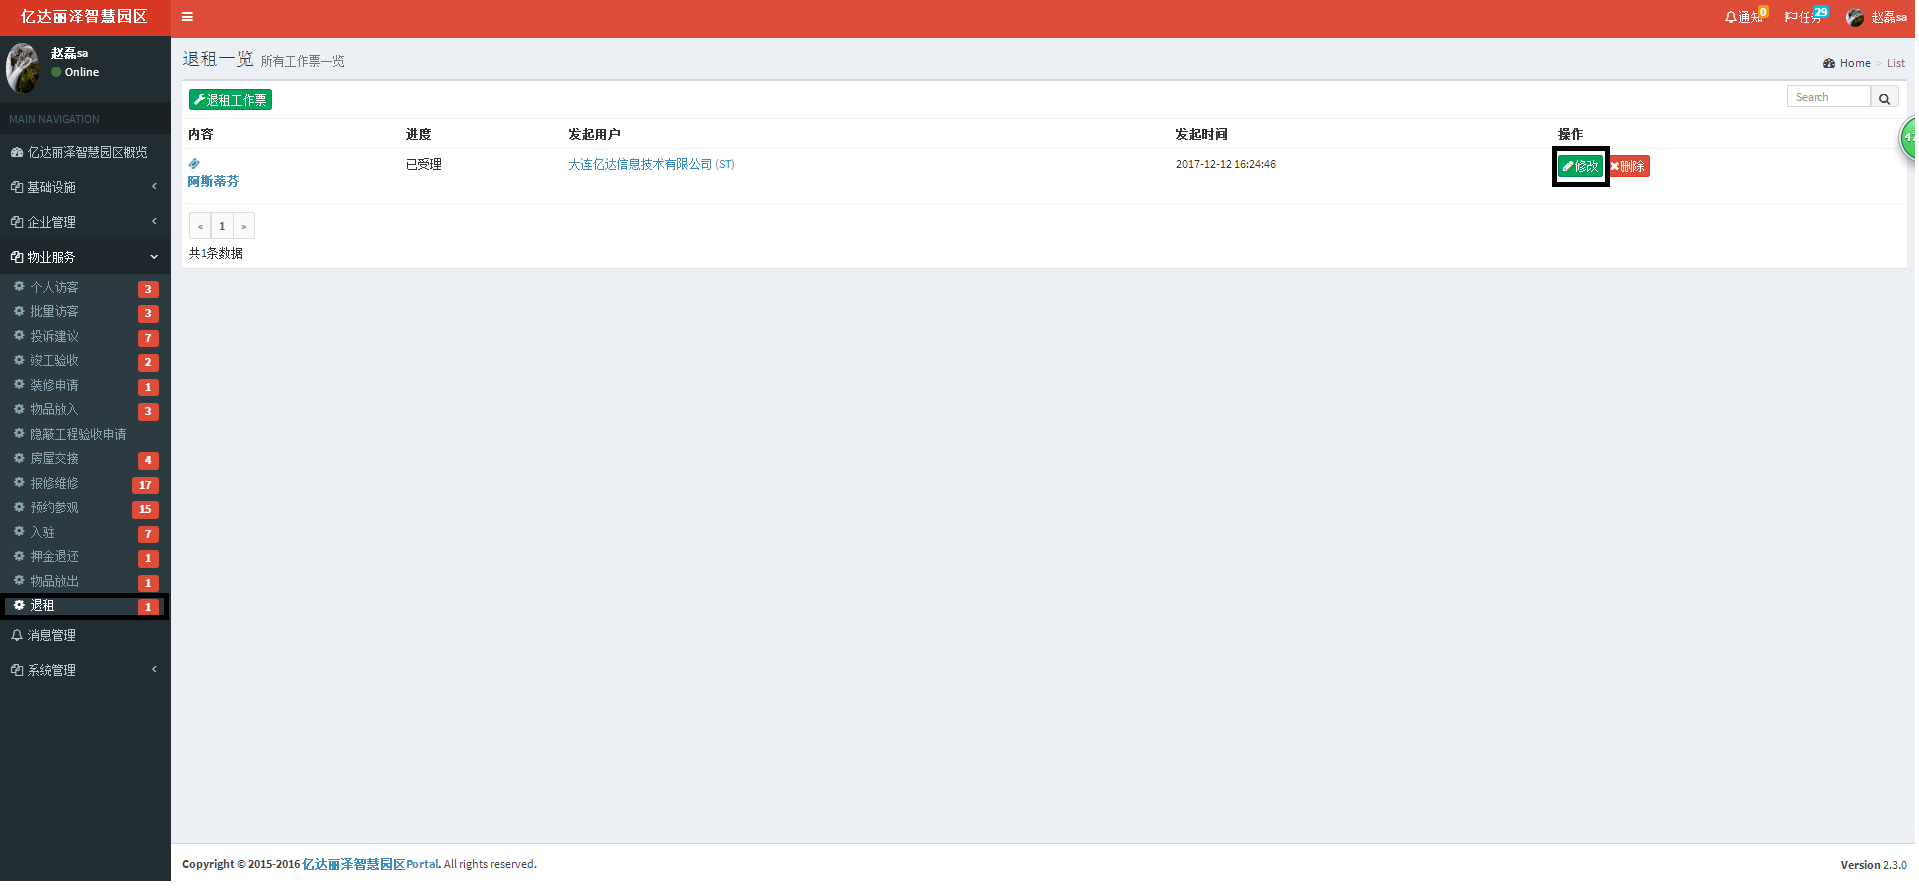 亿达丽泽智慧园区
通知 0
任务 29
赵磊sa
赵磊sa
Online
MAIN NAVIGATION
亿达丽泽智慧园区概览
基础设施
企业管理
物业服务
个人访客 3
批量访客 3
投诉建议 7
竣工验收 2
装修申请 1
物品放入 3
隐蔽工程验收申请
房屋交接 4
报修维修 17
预约参观 15
入驻 7
押金退还 1
物品放出 1
退租 1
消息管理
系统管理
退租一览 所有工作票一览
Home > List
退租工作票
Search
内容 进度 发起用户 发起时间 操作
已受理 大连亿达信息技术有限公司 (ST) 2017-12-12 16:24:46 修改 删除
阿斯蒂芬
« 1 »
共1条数据
47
Copyright © 2015-2016 亿达丽泽智慧园区Portal. All rights reserved.
Version 2.3.0